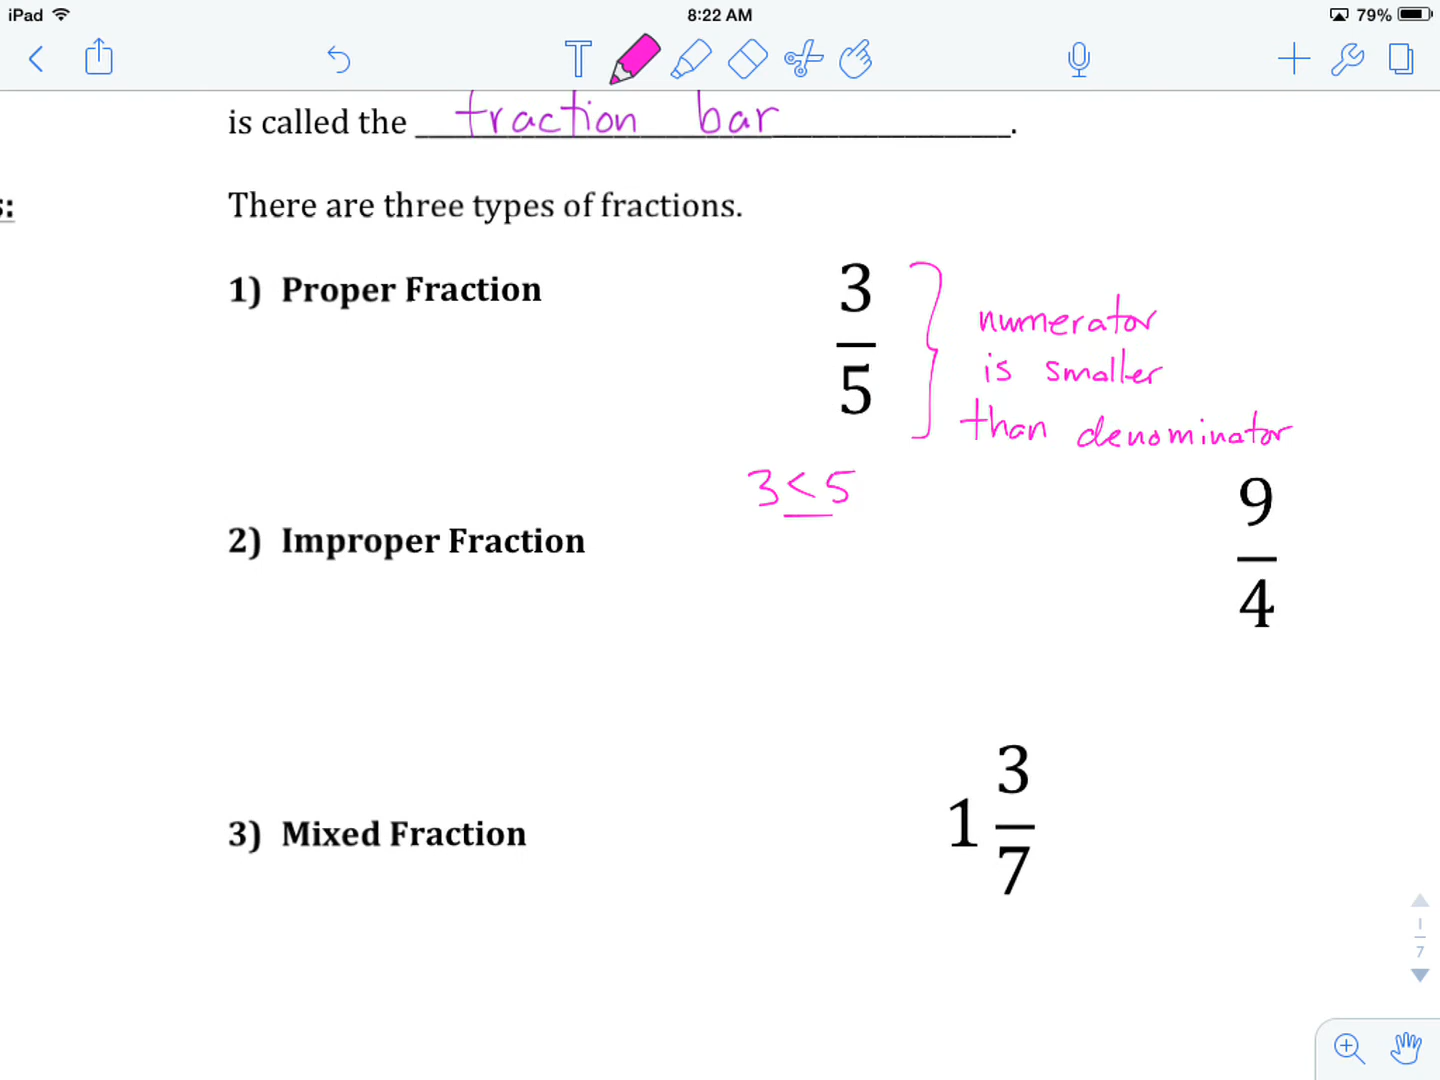 iPad 8:22 AM 79%
is called the fraction bar.
s:
There are three types of fractions.
1) Proper Fraction
3
5
numerator
is smaller
than denominator
3 < 5
2) Improper Fraction
9
4
3) Mixed Fraction
1 3
7
1
7